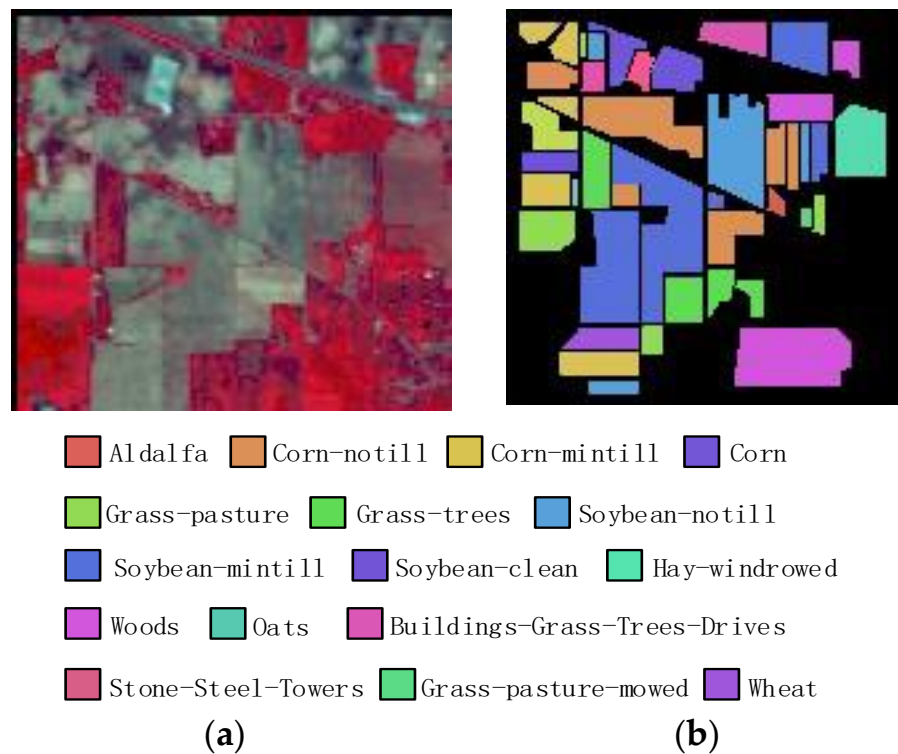 Aldalfa Corn-notill Corn-mintill Corn
Grass-pasture Grass-trees Soybean-notill
Soybean-mintill Soybean-clean Hay-windrowed
Woods Oats Buildings-Grass-Trees-Drives
Stone-Steel-Towers Grass-pasture-mowed Wheat
(a) (b)